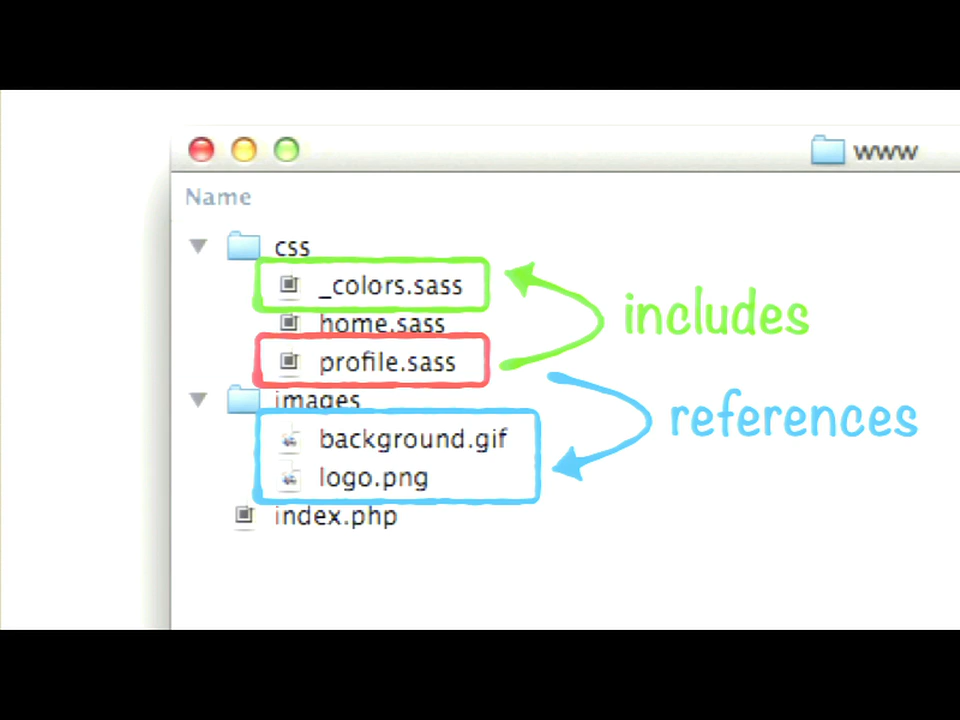 www
Name
css
_colors.sass
home.sass
profile.sass
includes
images
references
background.gif
logo.png
index.php